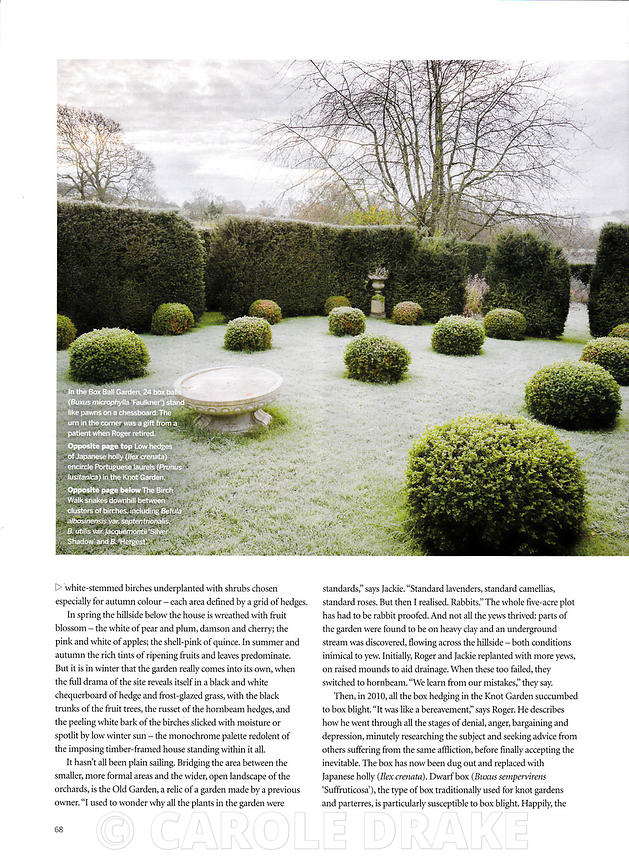 In the Box Ball Garden, 24 box balls
(Buxus microphylla 'Faulkner') stand
like pawns on a chessboard. The
urn in the corner was a gift from a
patient when Roger retired.
Opposite page top Low hedges
of Japanese holly (Ilex crenata)
encircle Portuguese laurels (Prunus
lusitanica) in the Knot Garden.
Opposite page below The Birch
Walk snakes downhill between
clusters of birches, including Betula
albosinensis var. septentrionalis,
B. utilis var. jacquemontii 'Silver
Shadow' and B. 'Hergest'.
▷ white-stemmed birches underplanted with shrubs chosen
especially for autumn colour – each area defined by a grid of hedges.
In spring the hillside below the house is wreathed with fruit
blossom – the white of pear and plum, damson and cherry; the
pink and white of apples; the shell-pink of quince. In summer and
autumn the rich tints of ripening fruits and leaves predominate.
But it is in winter that the garden really comes into its own, when
the full drama of the site reveals itself in a black and white
chequerboard of hedge and frost-glazed grass, with the black
trunks of the fruit trees, the russet of the hornbeam hedges, and
the peeling white bark of the birches slicked with moisture or
spotlit by low winter sun – the monochrome palette redolent of
the imposing timber-framed house standing within it all.
It hasn't all been plain sailing. Bridging the area between the
smaller, more formal areas and the wider, open landscape of the
orchards, is the Old Garden, a relic of a garden made by a previous
owner. "I used to wonder why all the plants in the garden were
standards," says Jackie. "Standard lavenders, standard camellias,
standard roses. But then I realised. Rabbits." The whole five-acre plot
has had to be rabbit proofed. And not all the yews thrived: parts of
the garden were found to be on heavy clay and an underground
stream was discovered, flowing across the hillside – both conditions
inimical to yew. Initially, Roger and Jackie replanted with more yews,
on raised mounds to aid drainage. When these too failed, they
switched to hornbeam. "We learn from our mistakes," they say.
Then, in 2010, all the box hedging in the Knot Garden succumbed
to box blight. "It was like a bereavement," says Roger. He describes
how he went through all the stages of denial, anger, bargaining and
depression, minutely researching the subject and seeking advice from
others suffering from the same affliction, before finally accepting the
inevitable. The box has now been dug out and replaced with
Japanese holly (Ilex crenata). Dwarf box (Buxus sempervirens
'Suffruticosa'), the type of box traditionally used for knot gardens
and parterres, is particularly susceptible to box blight. Happily, the
68
© CAROLE DRAKE